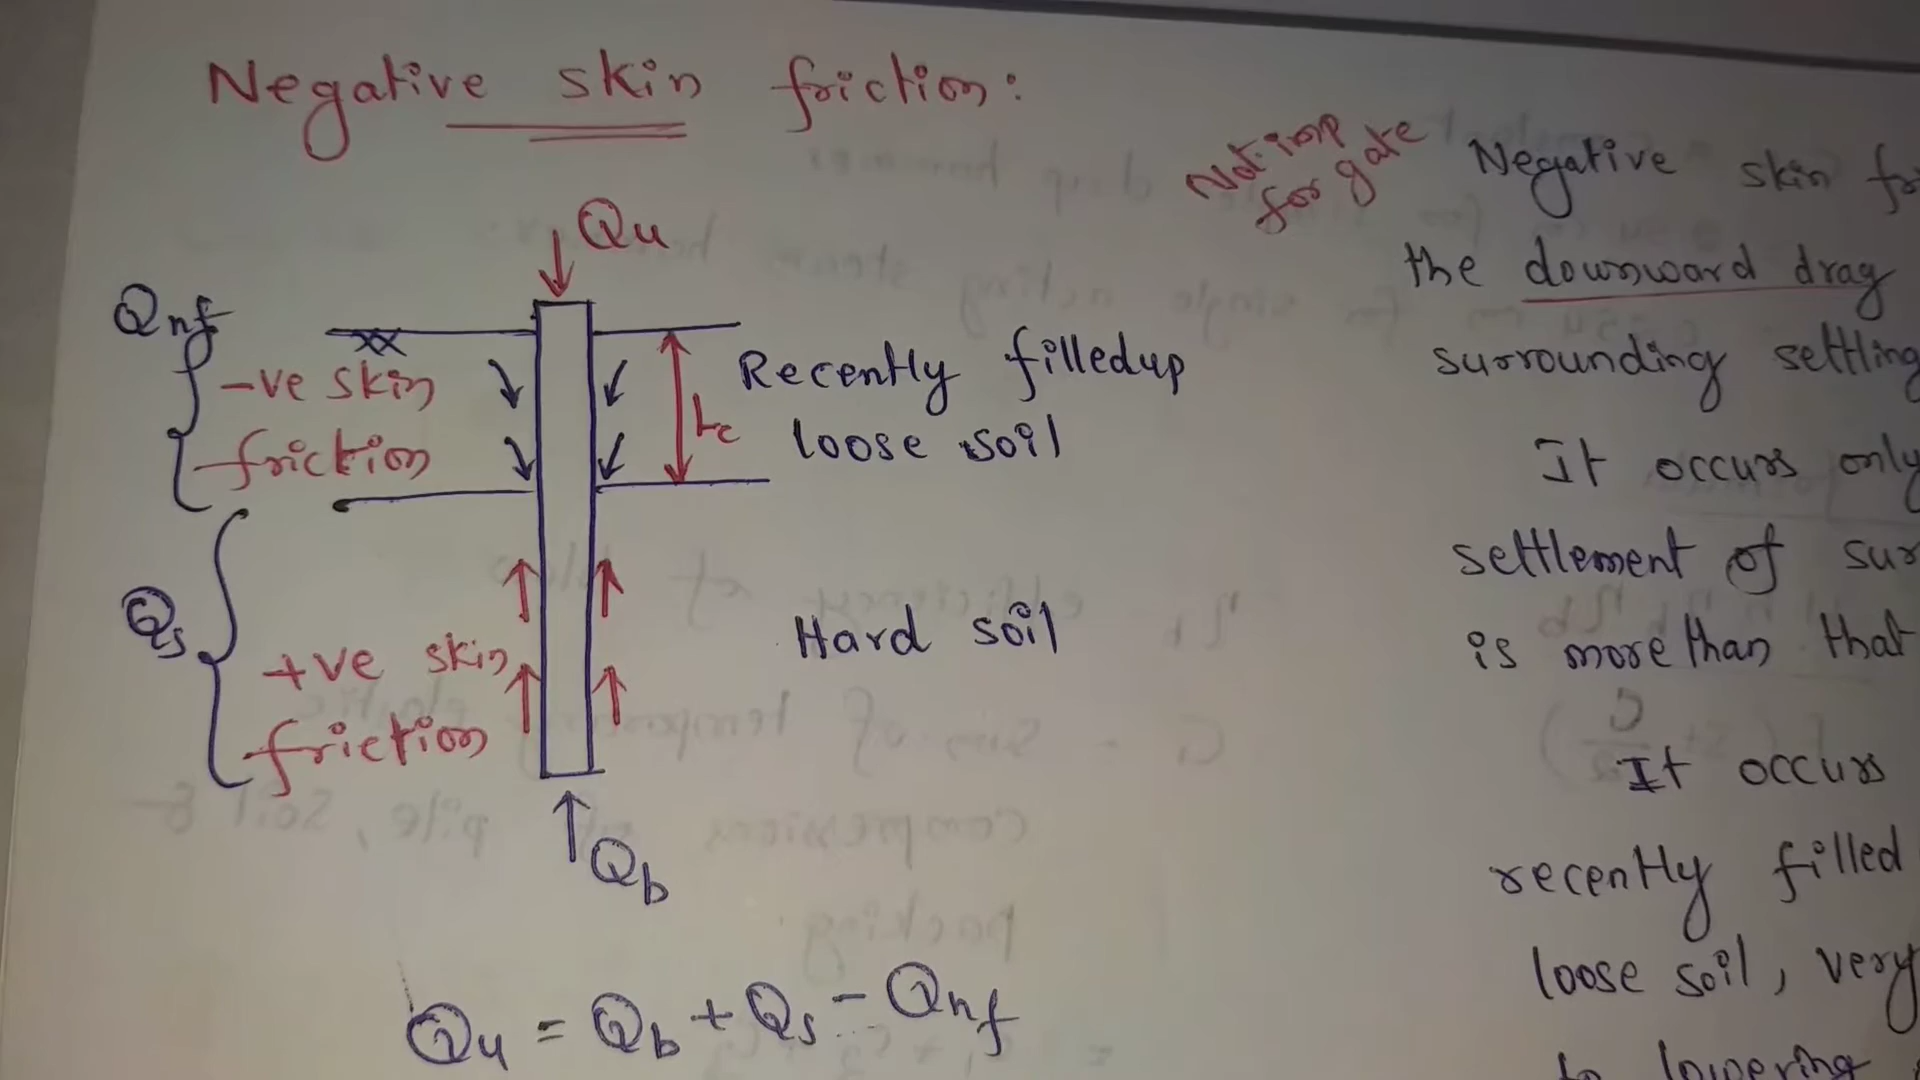 Negative skin friction:
Qu
Qnf
-ve skin
friction
Lc
Recently filledup
loose soil
Qs
+ve skin
friction
Hard soil
Qb
Qu = Qb + Qs - Qnf
Not imp
for gate
Negative skin
the downward drag
surrounding settling
It occurs only
settlement of
is more than that
It occurs
recently filled
loose soil, very
to lowering